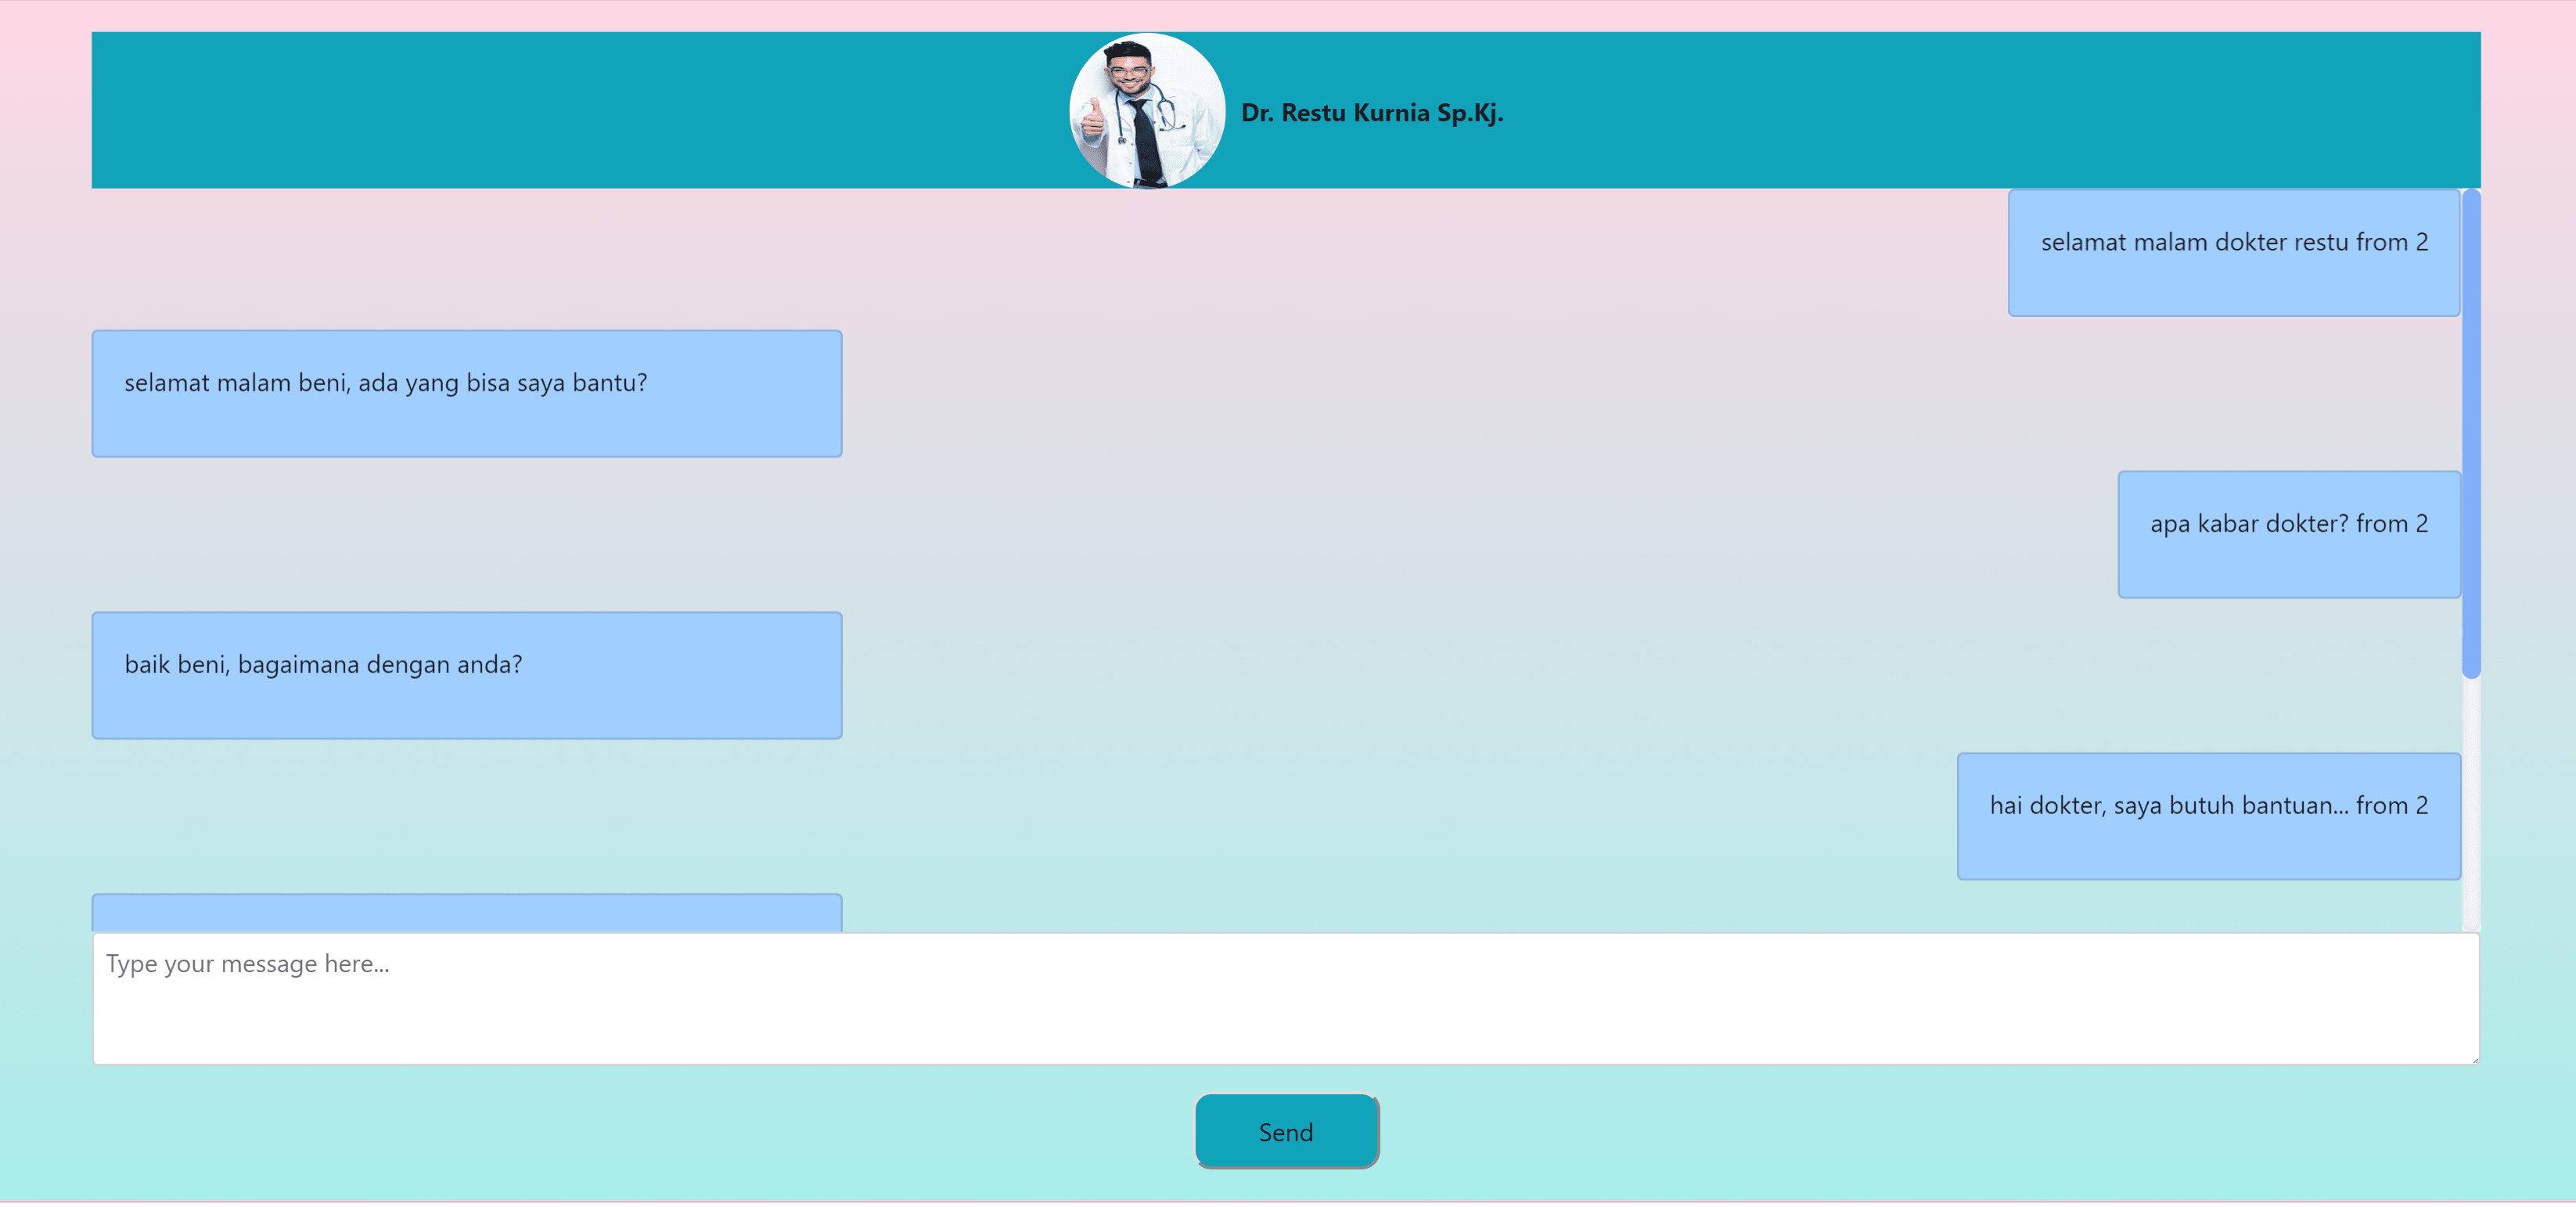 Dr. Restu Kurnia Sp.Kj.
selamat malam dokter restu from 2
selamat malam beni, ada yang bisa saya bantu?
apa kabar dokter? from 2
baik beni, bagaimana dengan anda?
hai dokter, saya butuh bantuan... from 2
Type your message here...
Send